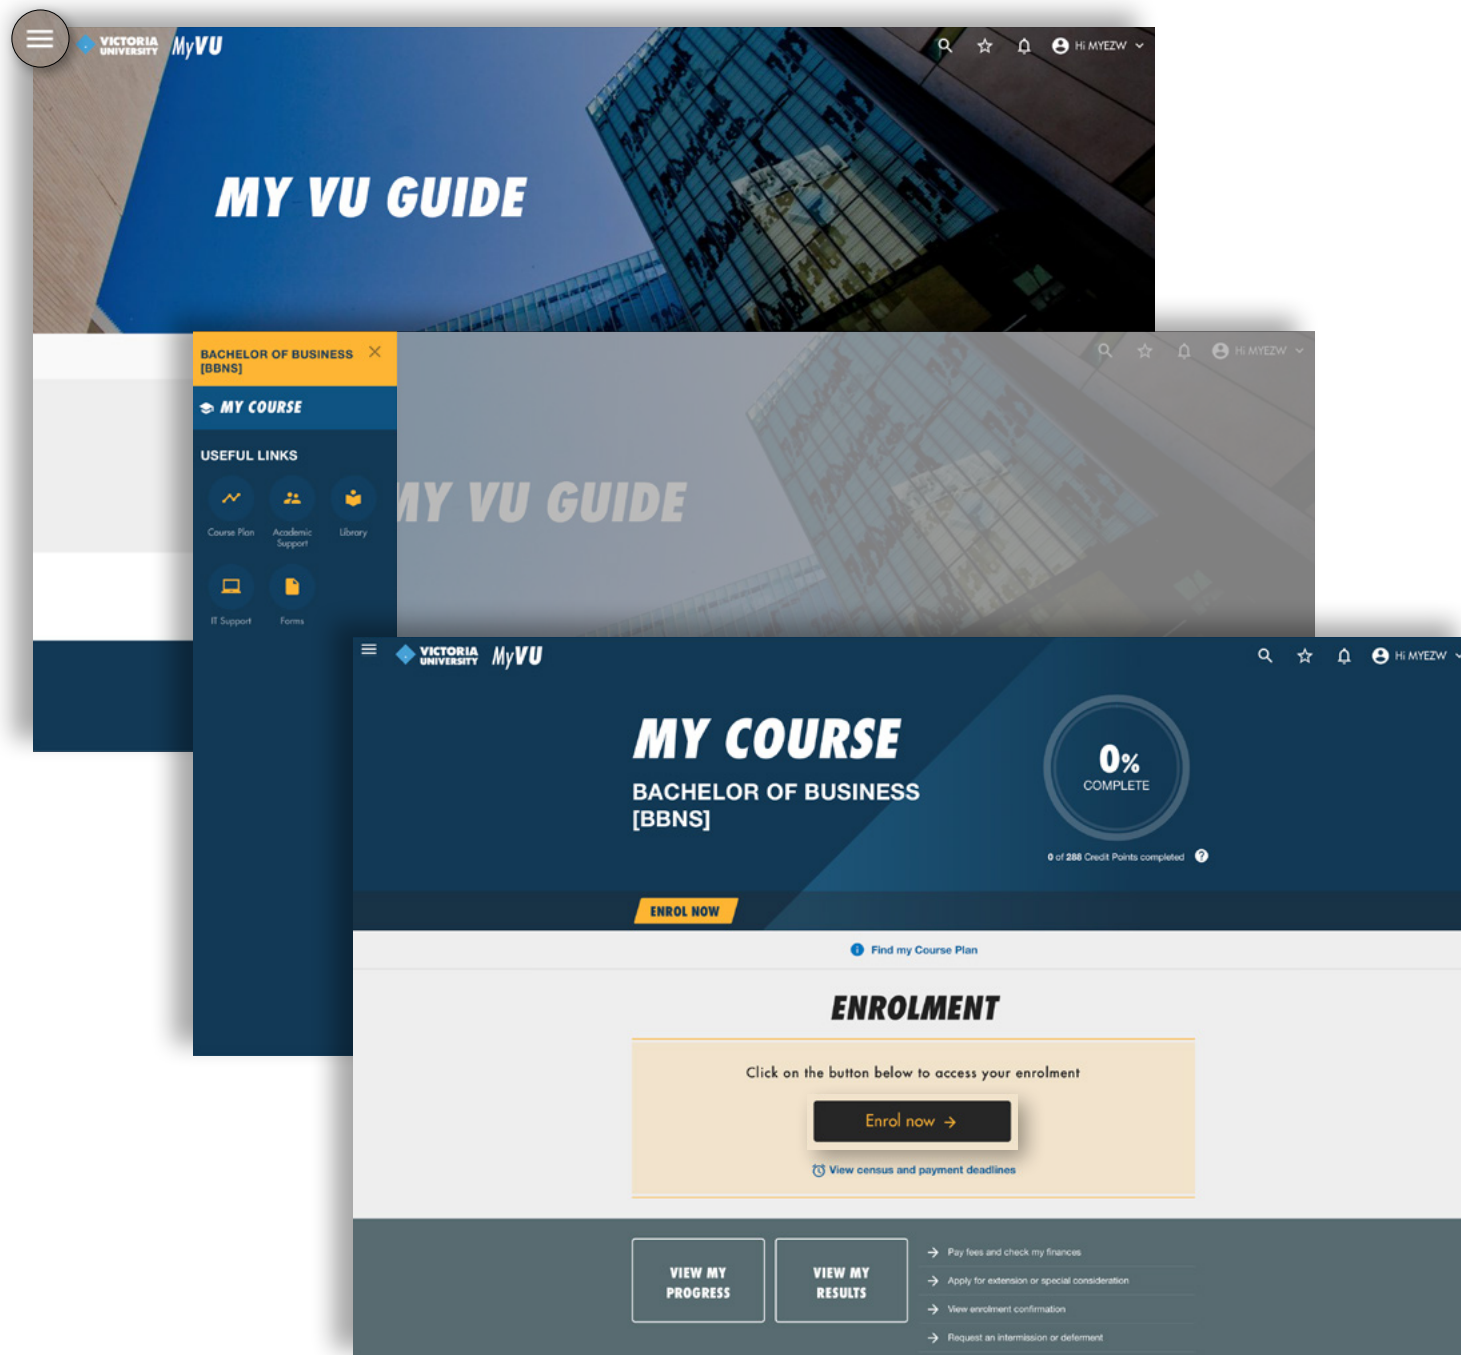 VICTORIA
UNIVERSITY
MyVU
Hi MYEZW
MY VU GUIDE
BACHELOR OF BUSINESS
[BBNS]
MY COURSE
USEFUL LINKS
Course Plan
Academic
Support
Library
IT Support
Forms
Hi MYEZW
MY VU GUIDE
VICTORIA
UNIVERSITY
MyVU
Hi MYEZW
MY COURSE
BACHELOR OF BUSINESS
[BBNS]
0%
COMPLETE
0 of 288 Credit Points completed ?
ENROL NOW
Find my Course Plan
ENROLMENT
Click on the button below to access your enrolment
Enrol now →
View census and payment deadlines
VIEW MY
PROGRESS
VIEW MY
RESULTS
→ Pay fees and check my finances
→ Apply for extension or special consideration
→ View enrolment confirmation
→ Request an intermission or deferment